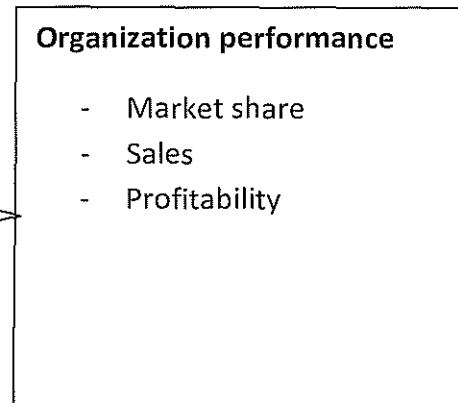 Organization performance
- Market share
- Sales
- Profitability